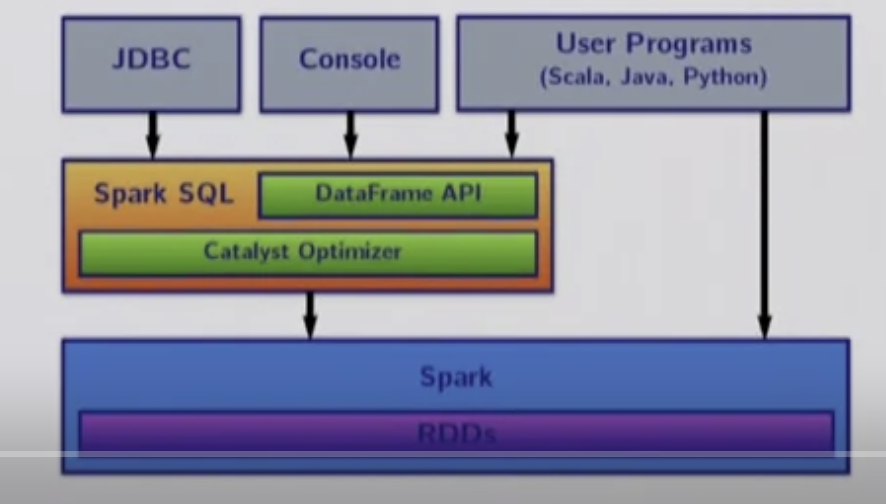 JDBC
Console
User Programs
(Scala, Java, Python)
Spark SQL
DataFrame API
Catalyst Optimizer
Spark
RDDs